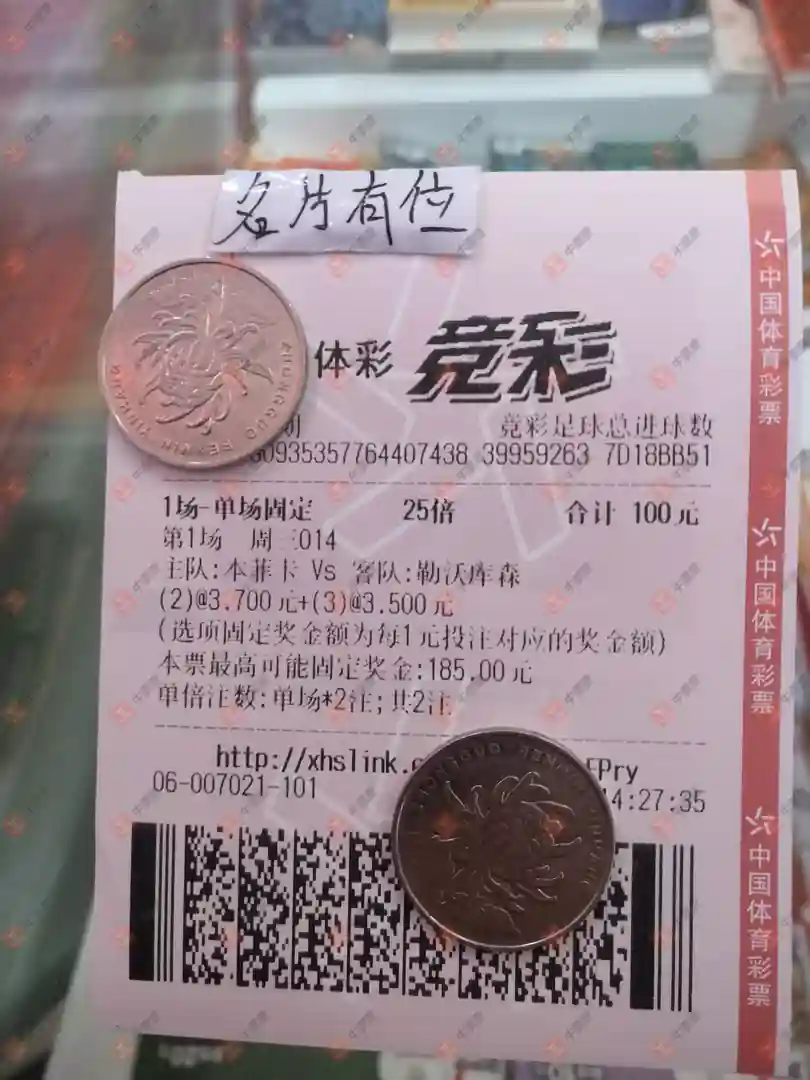 名片有位
体彩 竞彩
竞彩足球总进球数
60935357764407438 39959263 7D18BB51
1场-单场固定 25倍 合计 100元
第1场 周三014
主队:本菲卡 Vs 客队:勒沃库森
(2)@3.700元+(3)@3.500元
(选项固定奖金额为每1元投注对应的奖金额)
本票最高可能固定奖金:185.00元
单倍注数:单场*2注;共2注
http://xhslink. FPry
06-007021-101 14:27:35
中国体育彩票
中国体育彩票
中国体育彩票
ZHONGGUO RENMIN YINHANG